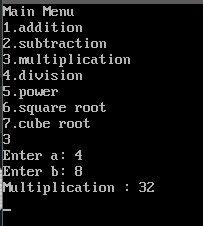 Main Menu
1.addition
2.subtraction
3.multiplication
4.division
5.power
6.square root
7.cube root
3
Enter a: 4
Enter b: 8
Multiplication : 32